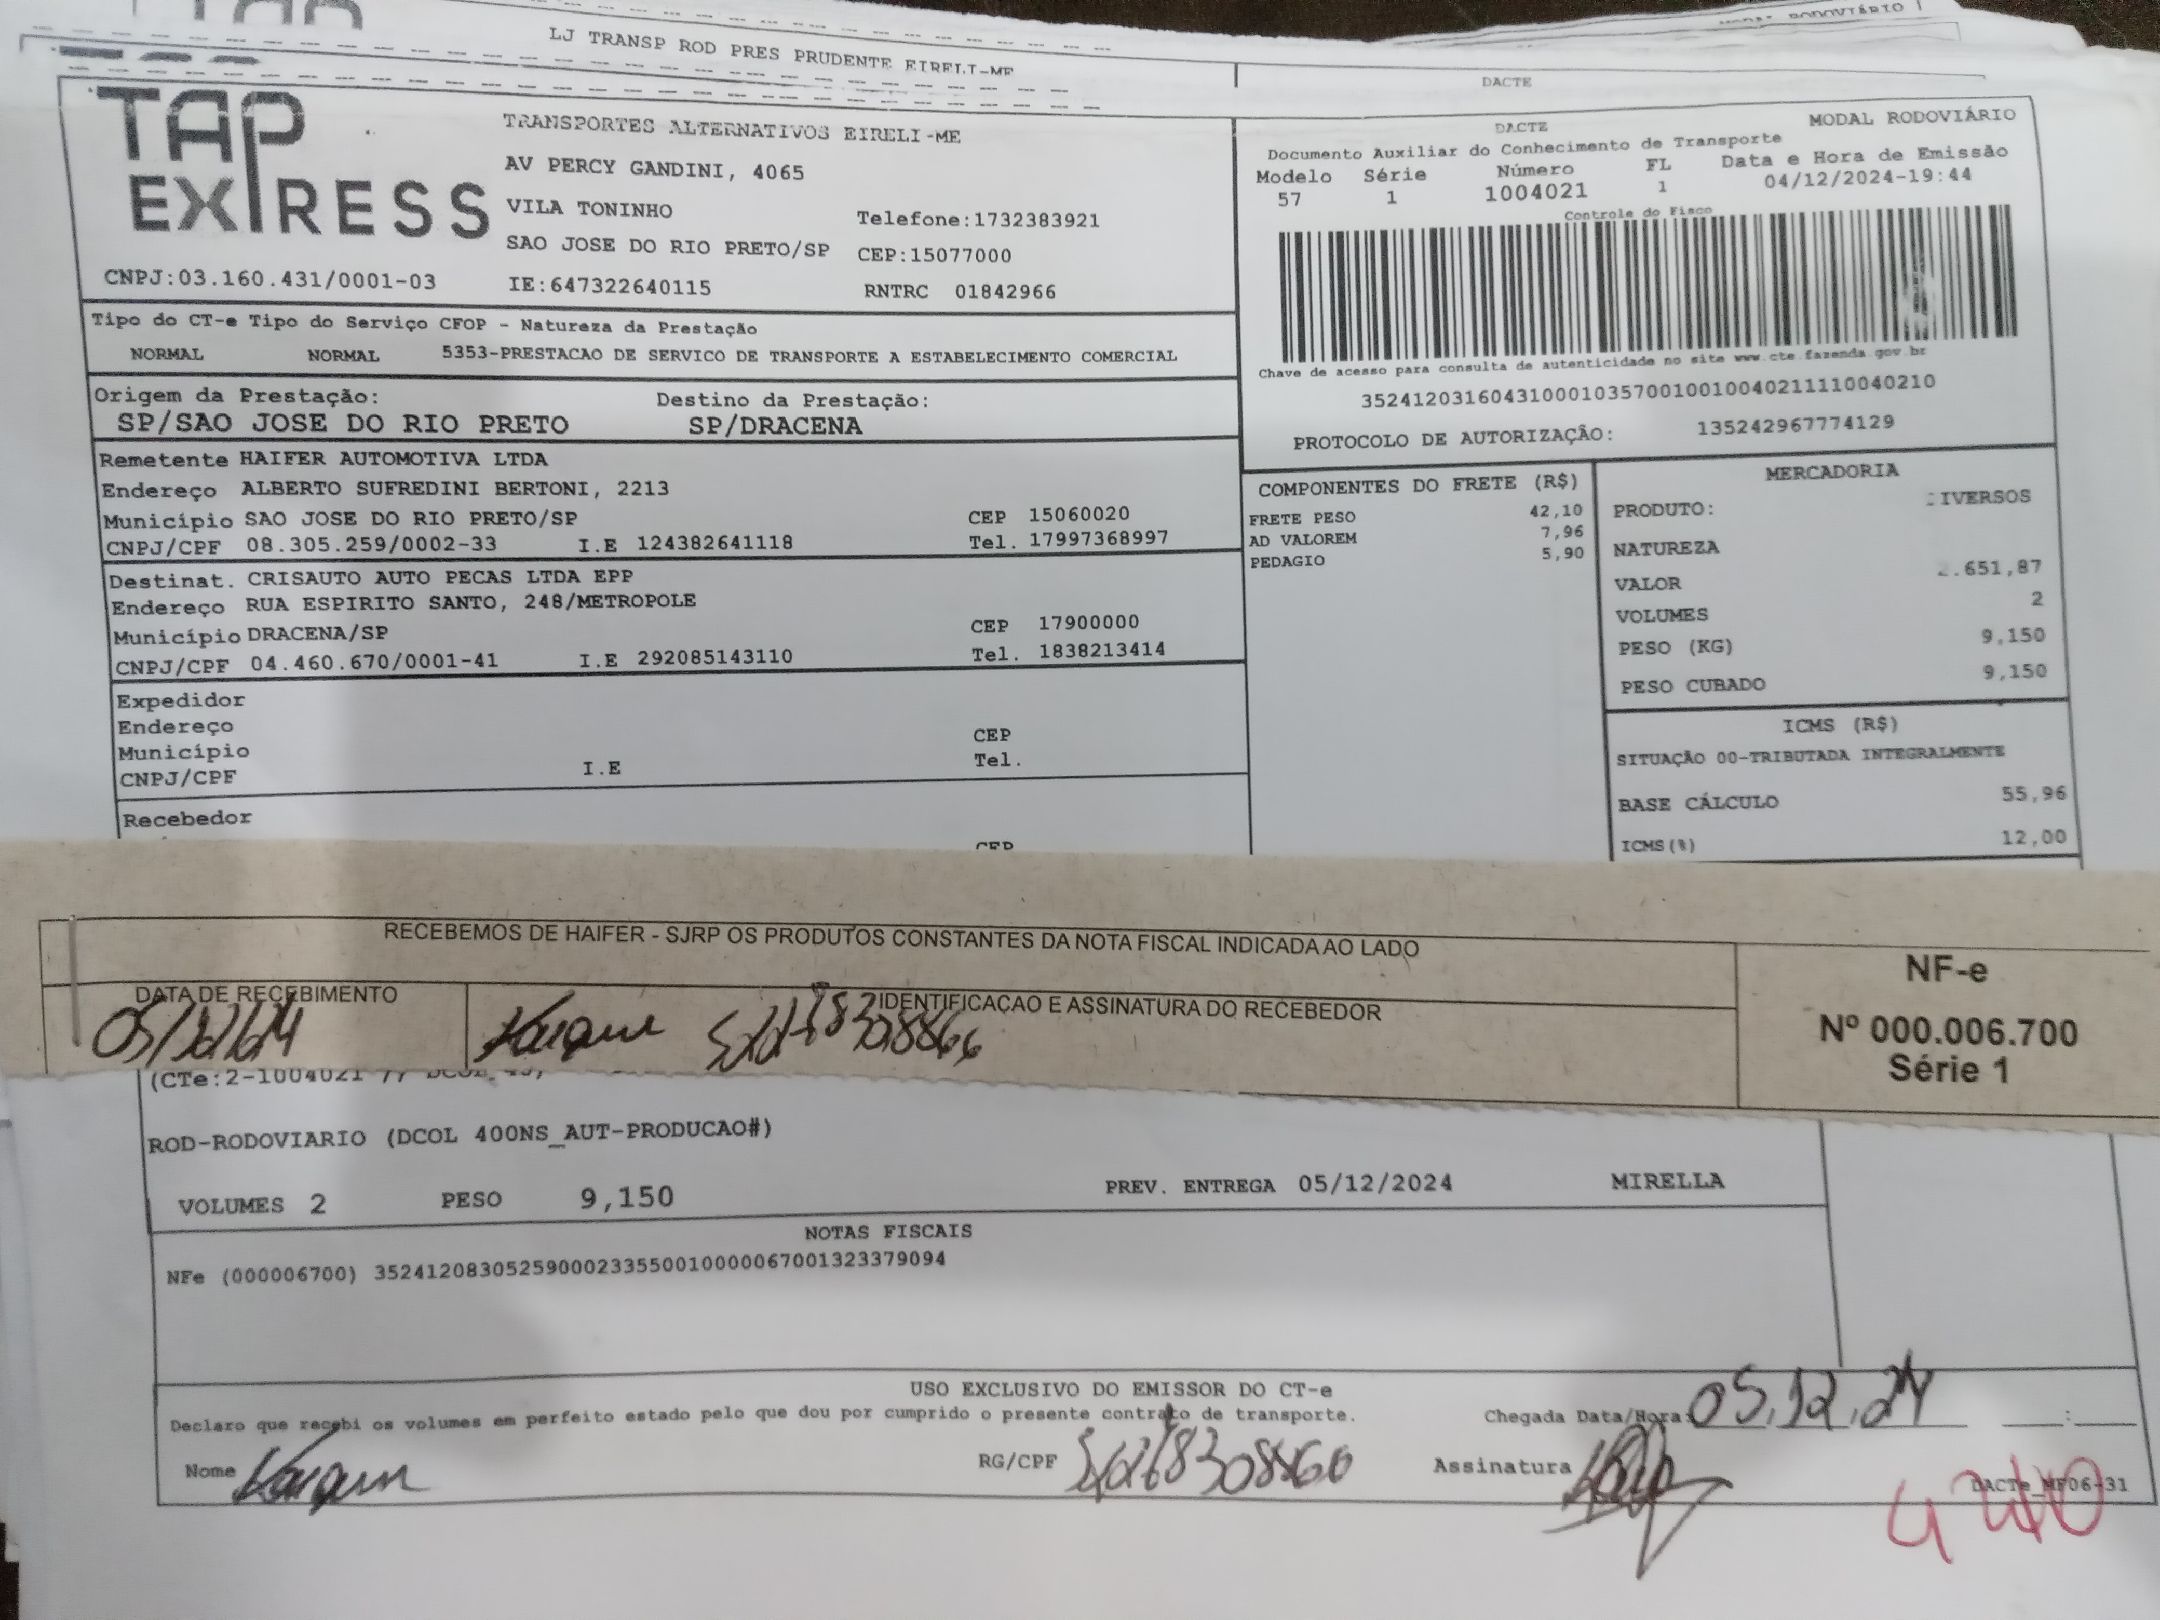 MODAL RODOVIÁRIO
LJ TRANSP ROD PRES PRUDENTE EIRELI-ME
DACTE
TAP EXPRESS
TRANSPORTES ALTERNATIVOS EIRELI-ME
AV PERCY GANDINI, 4065
VILA TONINHO Telefone:1732383921
SAO JOSE DO RIO PRETO/SP CEP:15077000
CNPJ:03.160.431/0001-03 IE:647322640115 RNTRC 01842966
DACTE MODAL RODOVIÁRIO
Documento Auxiliar do Conhecimento de Transporte
Modelo Série Número FL Data e Hora de Emissão
57 1 1004021 1 04/12/2024-19:44
Controle do Fisco
Chave de acesso para consulta de autenticidade no site www.cte.fazenda.gov.br
35241203160431000103570010010040211110040210
PROTOCOLO DE AUTORIZAÇÃO: 135242967774129
Tipo do CT-e Tipo do Serviço CFOP - Natureza da Prestação
NORMAL NORMAL 5353-PRESTACAO DE SERVICO DE TRANSPORTE A ESTABELECIMENTO COMERCIAL
Origem da Prestação: Destino da Prestação:
SP/SAO JOSE DO RIO PRETO SP/DRACENA
Remetente HAIFER AUTOMOTIVA LTDA
Endereço ALBERTO SUFREDINI BERTONI, 2213
Município SAO JOSE DO RIO PRETO/SP CEP 15060020
CNPJ/CPF 08.305.259/0002-33 I.E 124382641118 Tel. 17997368997
Destinat. CRISAUTO AUTO PECAS LTDA EPP
Endereço RUA ESPIRITO SANTO, 248/METROPOLE
Município DRACENA/SP CEP 17900000
CNPJ/CPF 04.460.670/0001-41 I.E 292085143110 Tel. 1838213414
Expedidor
Endereço
Município CEP
CNPJ/CPF I.E Tel.
Recebedor
CEP
COMPONENTES DO FRETE (R$)
FRETE PESO 42,10
AD VALOREM 7,96
PEDAGIO 5,90
MERCADORIA
PRODUTO: IVERSOS
NATUREZA
VALOR .651,87
VOLUMES 2
PESO (KG) 9,150
PESO CUBADO 9,150
ICMS (R$)
SITUAÇÃO 00-TRIBUTADA INTEGRALMENTE
BASE CÁLCULO 55,96
ICMS(%) 12,00
RECEBEMOS DE HAIFER - SJRP OS PRODUTOS CONSTANTES DA NOTA FISCAL INDICADA AO LADO
DATA DE RECEBIMENTO IDENTIFICAÇAO E ASSINATURA DO RECEBEDOR
05/12/24
NF-e
Nº 000.006.700
Série 1
(CTe:2-1004021
ROD-RODOVIARIO (DCOL 400NS_AUT-PRODUCAO#)
VOLUMES 2 PESO 9,150 PREV. ENTREGA 05/12/2024 MIRELLA
NOTAS FISCAIS
NFe (000006700) 35241208305259000233550010000067001323379094
USO EXCLUSIVO DO EMISSOR DO CT-e
Declaro que recebi os volumes em perfeito estado pelo que dou por cumprido o presente contrato de transporte.
Chegada Data/Hora: 05.12.24 :
Nome RG/CPF Assinatura
DACTe_MF06-31